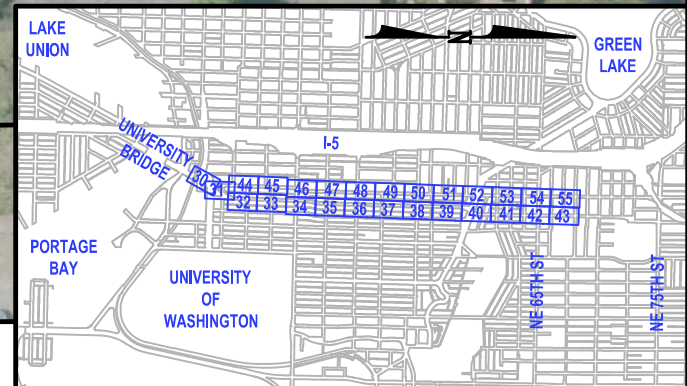 LAKE
UNION
N
GREEN
LAKE
UNIVERSITY
BRIDGE
I-5
30
31
44 45 46 47 48 49 50 51 52 53 54 55
32 33 34 35 36 37 38 39 40 41 42 43
PORTAGE
BAY
UNIVERSITY
OF
WASHINGTON
NE 65TH ST
NE 75TH ST